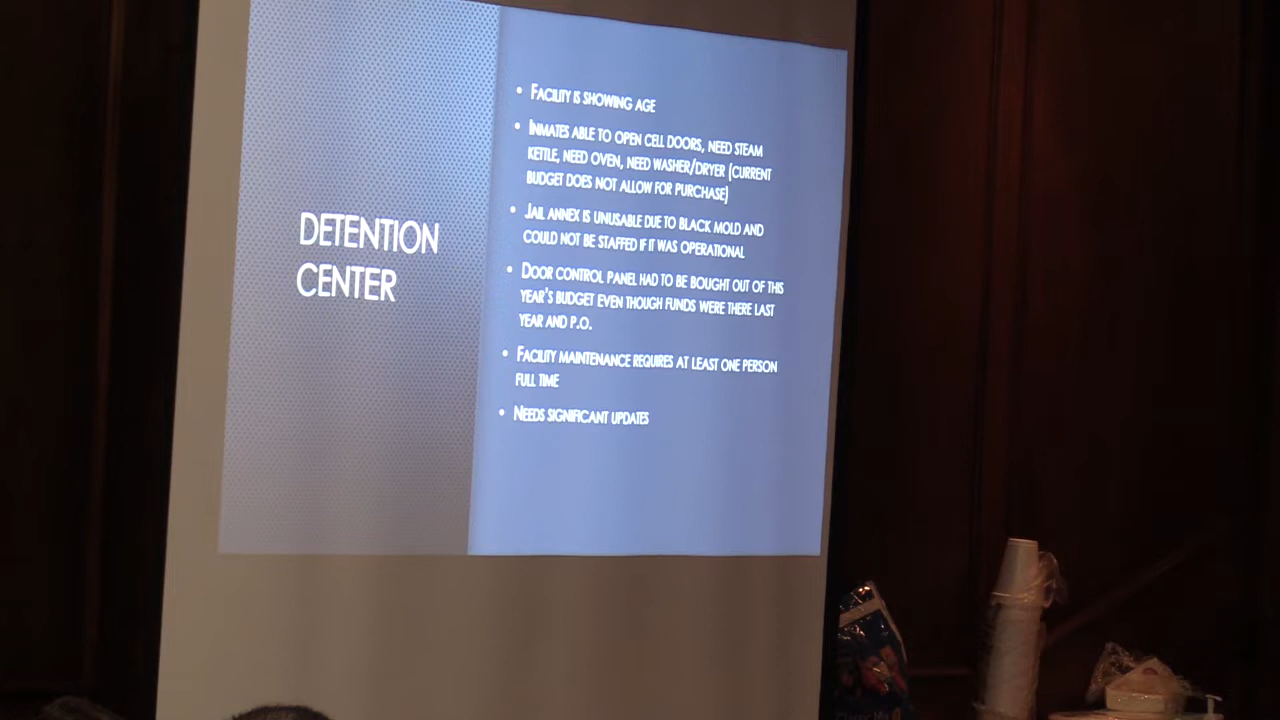 DETENTION
CENTER
• FACILITY IS SHOWING AGE
• INMATES ABLE TO OPEN CELL DOORS, NEED STEAM
KETTLE, NEED OVEN, NEED WASHER/DRYER (CURRENT
BUDGET DOES NOT ALLOW FOR PURCHASE)
• JAIL ANNEX IS UNUSABLE DUE TO BLACK MOLD AND
COULD NOT BE STAFFED IF IT WAS OPERATIONAL
• DOOR CONTROL PANEL HAD TO BE BOUGHT OUT OF THIS
YEAR'S BUDGET EVEN THOUGH FUNDS WERE THERE LAST
YEAR AND P.O.
• FACILITY MAINTENANCE REQUIRES AT LEAST ONE PERSON
FULL TIME
• NEEDS SIGNIFICANT UPDATES